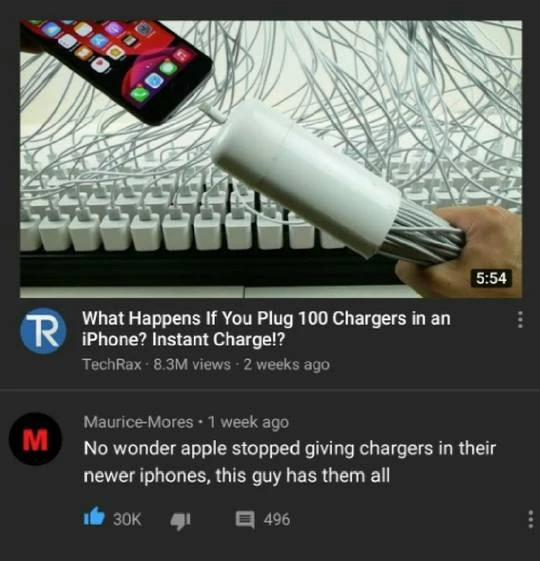 5:54
TR
What Happens If You Plug 100 Chargers in an
iPhone? Instant Charge!?
TechRax · 8.3M views · 2 weeks ago
M
Maurice-Mores • 1 week ago
No wonder apple stopped giving chargers in their
newer iphones, this guy has them all
30K
496